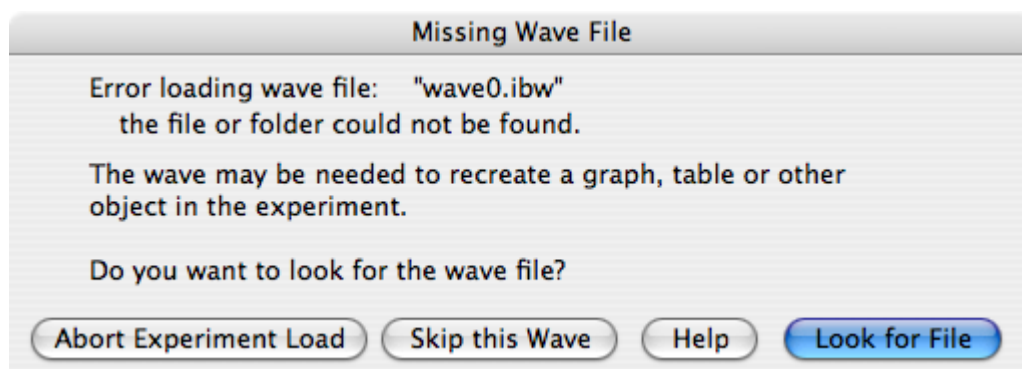 Missing Wave File
Error loading wave file: "wave0.ibw"
the file or folder could not be found.
The wave may be needed to recreate a graph, table or other
object in the experiment.
Do you want to look for the wave file?
Abort Experiment Load Skip this Wave Help Look for File